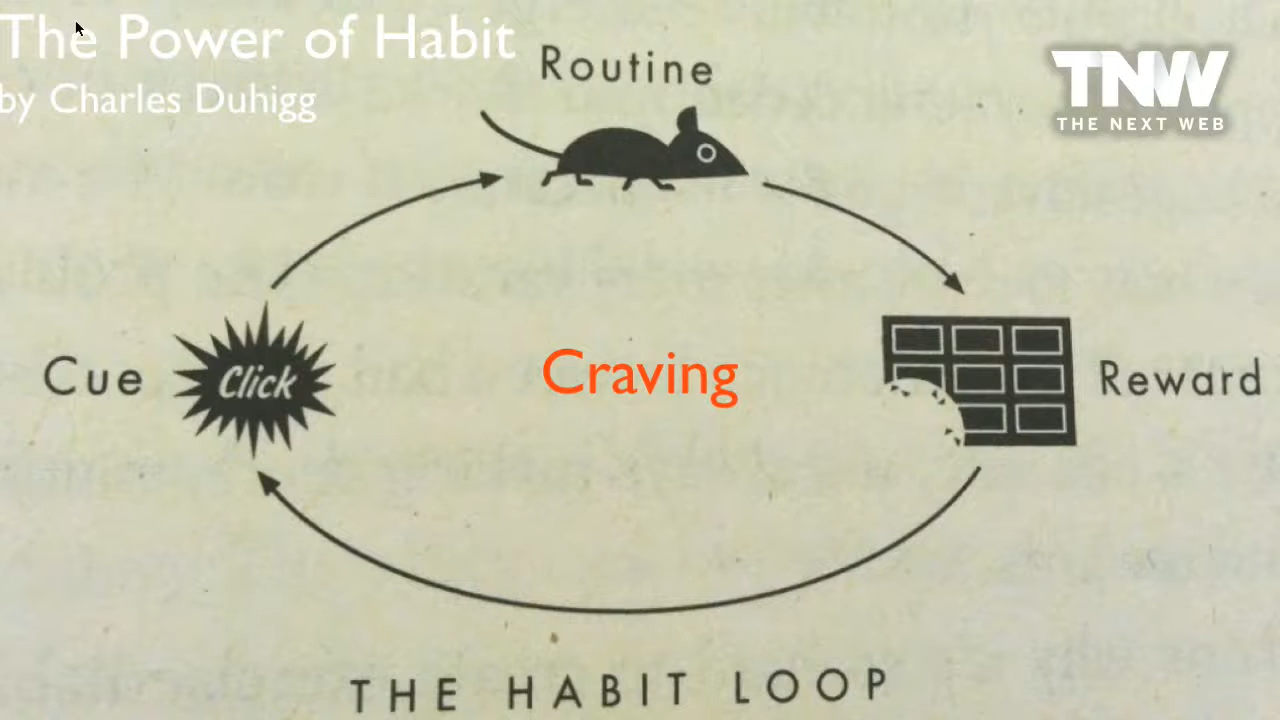 The Power of Habit
by Charles Duhigg
TNW
THE NEXT WEB
Routine
Cue
Click
Craving
Reward
THE HABIT LOOP